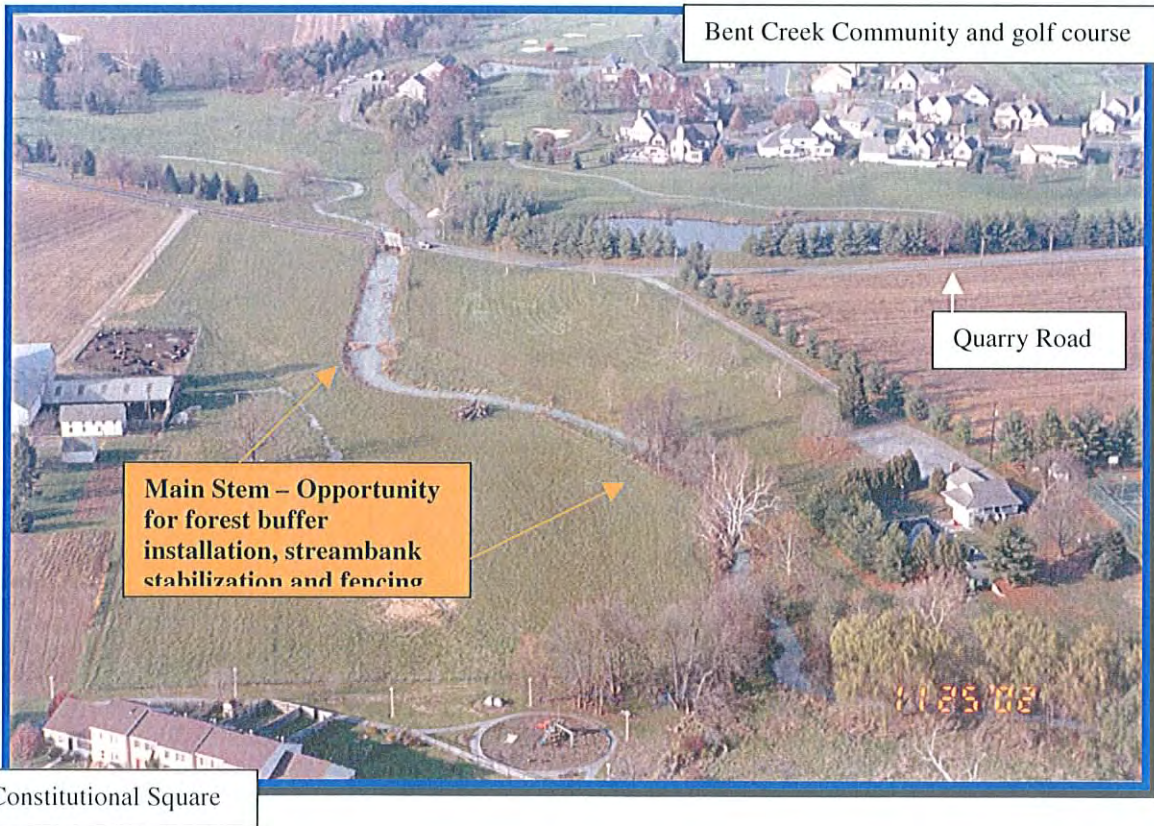 Bent Creek Community and golf course
Quarry Road
Main Stem – Opportunity
for forest buffer
installation, streambank
stabilization and fencing
11 25 '02
Constitutional Square